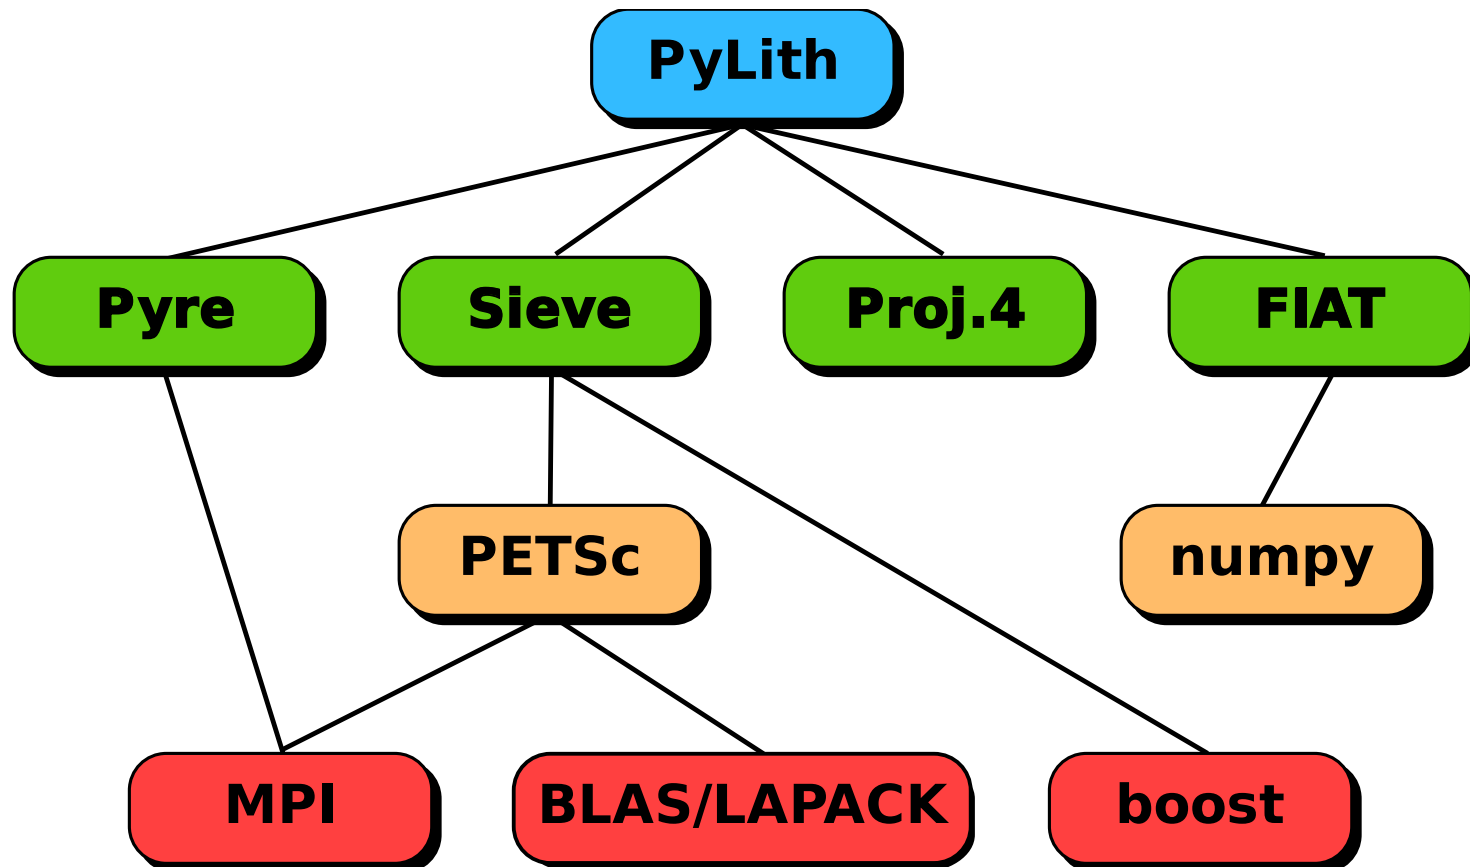 PyLith
Pyre
Sieve
Proj.4
FIAT
PETSc
numpy
MPI
BLAS/LAPACK
boost